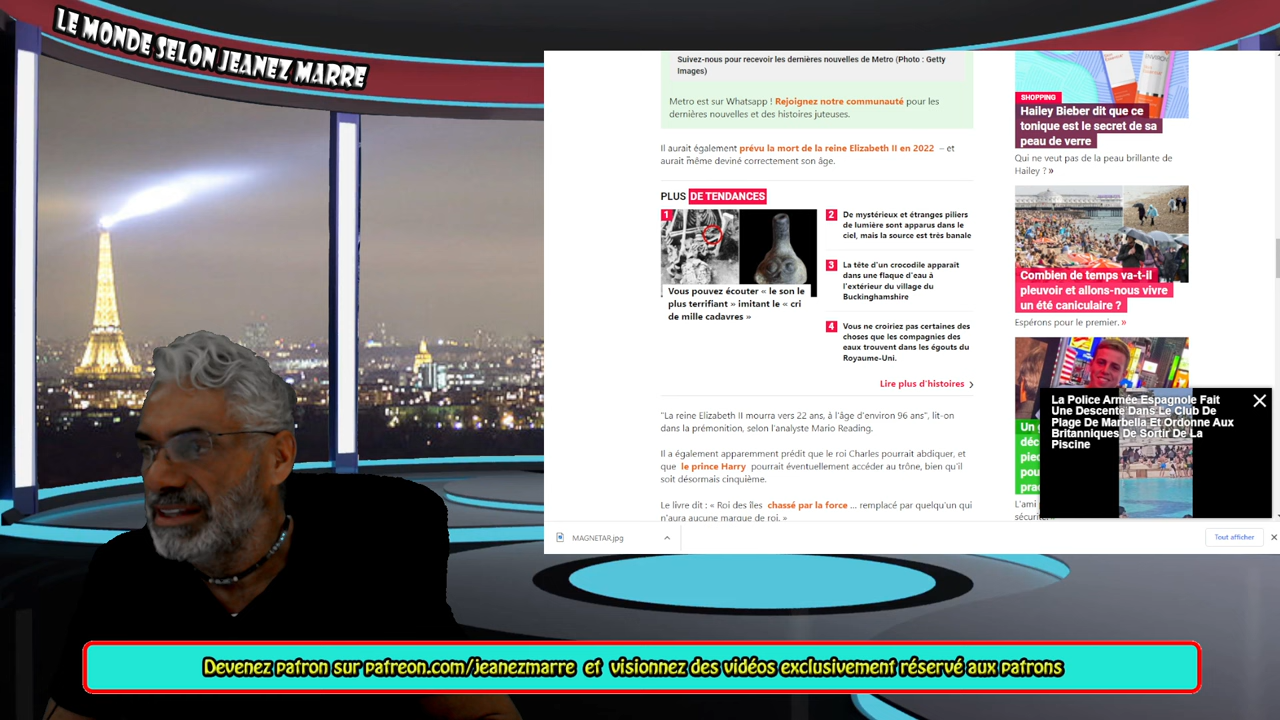 LE MONDE SELON JEANEZ MARRE
Suivez-nous pour recevoir les dernières nouvelles de Metro (Photo : Getty
Images)
Metro est sur Whatsapp ! Rejoignez notre communauté pour les
dernières nouvelles et des histoires juteuses.
Il aurait également prévu la mort de la reine Elizabeth II en 2022 – et
aurait même deviné correctement son âge.
PLUS DE TENDANCES
1
Vous pouvez écouter « le son le
plus terrifiant » imitant le « cri
de mille cadavres »
2
De mystérieux et étranges piliers
de lumière sont apparus dans le
ciel, mais la source est très banale
3
La tête d'un crocodile apparaît
dans une flaque d'eau à
l'extérieur du village du
Buckinghamshire
4
Vous ne croiriez pas certaines des
choses que les compagnies des
eaux trouvent dans les égouts du
Royaume-Uni.
Lire plus d'histoires
"La reine Elizabeth II mourra vers 22 ans, à l'âge d'environ 96 ans", lit-on
dans la prémonition, selon l'analyste Mario Reading.
Il a également apparemment prédit que le roi Charles pourrait abdiquer, et
que le prince Harry pourrait éventuellement accéder au trône, bien qu'il
soit désormais cinquième.
Le livre dit : « Roi des îles chassé par la force ... remplacé par quelqu'un qui
n'aura aucune marque de roi. »
SHOPPING
Hailey Bieber dit que ce
tonique est le secret de sa
peau de verre
Qui ne veut pas de la peau brillante de
Hailey ? »
Combien de temps va-t-il
pleuvoir et allons-nous vivre
un été caniculaire ?
Espérons pour le premier. »
La Police Armée Espagnole Fait
Une Descente Dans Le Club De
Plage De Marbella Et Ordonne Aux
Britanniques De Sortir De La
Piscine
Un
déc
pie
pou
pra
L'ami
sécurit
MAGNETAR.jpg
Tout afficher
Devenez patron sur patreon.com/jeanezmarre et visionnez des vidéos exclusivement réservé aux patrons